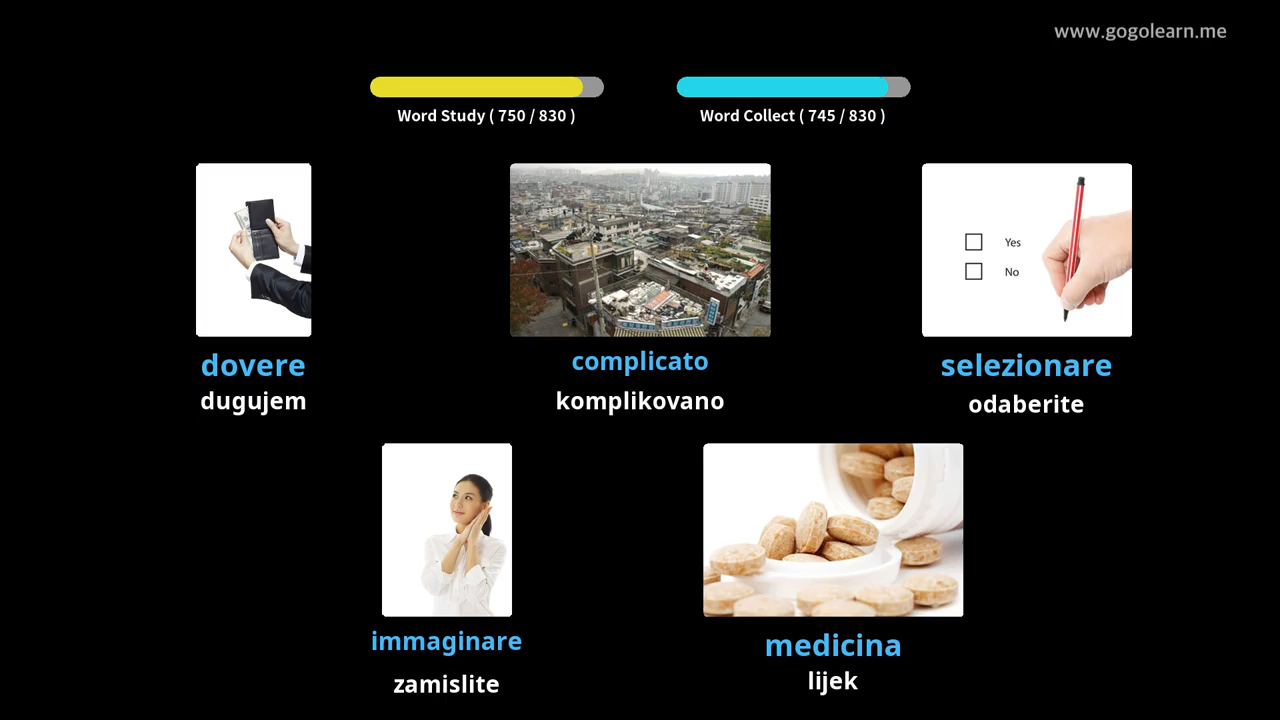 www.gogolearn.me
Word Study ( 750 / 830 )
Word Collect ( 745 / 830 )
Yes
No
dovere
dugujem
complicato
komplikovano
selezionare
odaberite
immaginare
zamislite
medicina
lijek